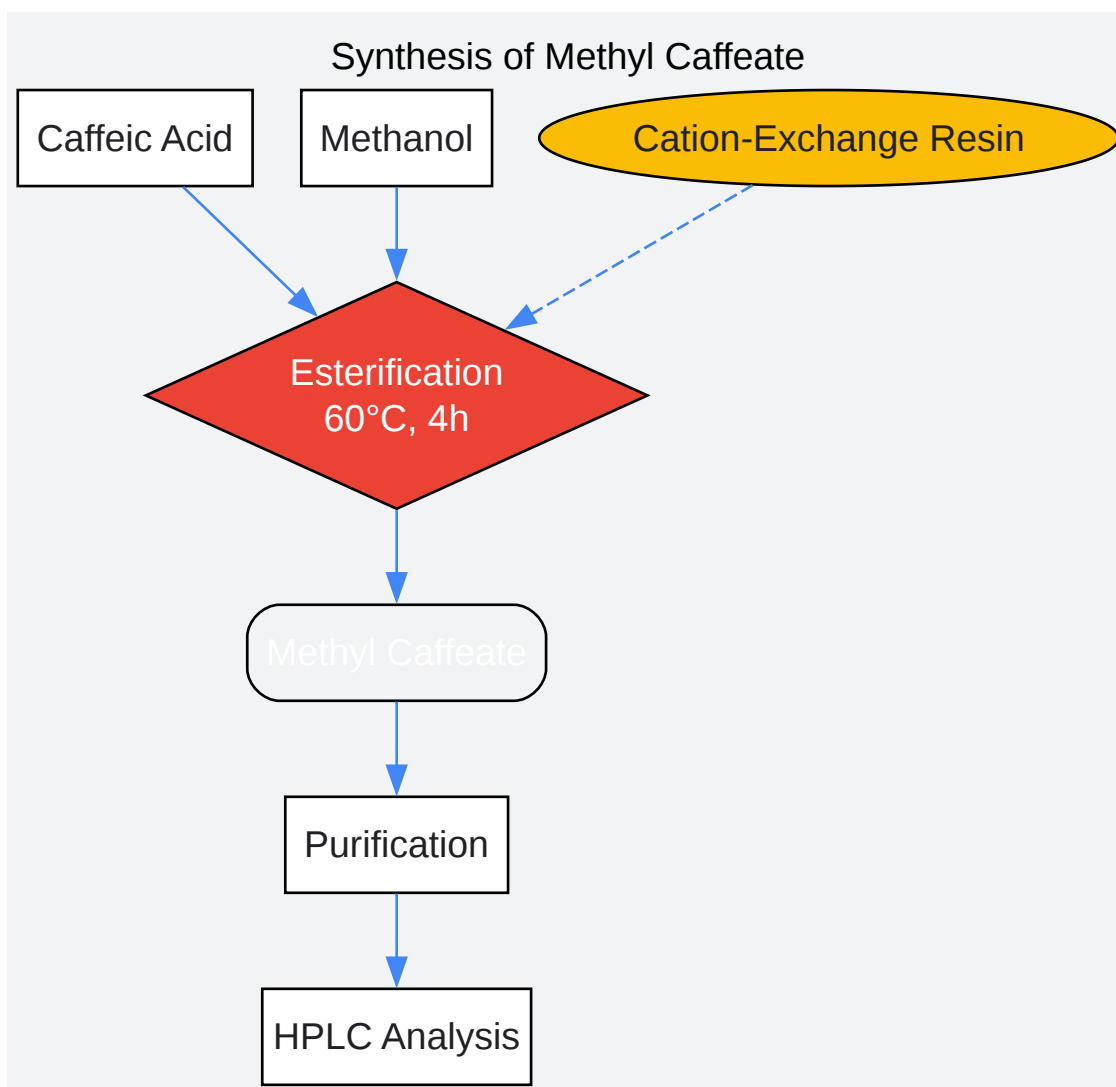 Synthesis of Methyl Caffeate
Caffeic Acid
Methanol
Cation-Exchange Resin
Esterification
60°C, 4h
Methyl Caffeate
Purification
HPLC Analysis